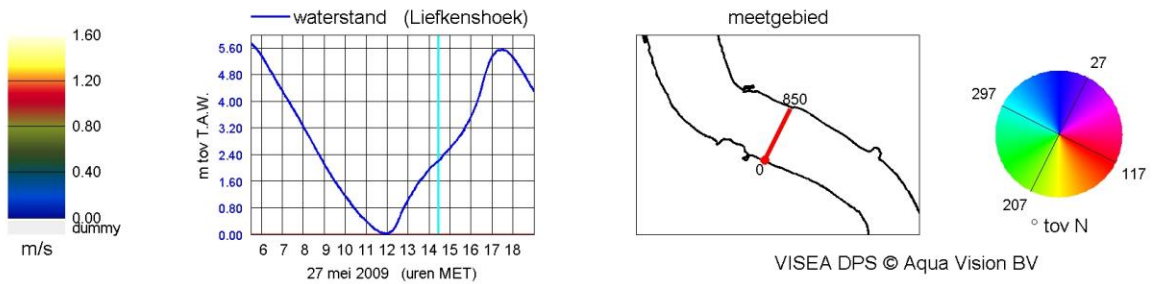 waterstand (Liefkenshoek)
meetgebied
1.60
1.20
0.80
0.40
0.00
dummy
m/s
m tov T.A.W.
5.60
4.80
4.00
3.20
2.40
1.60
0.80
0.00
6 7 8 9 10 11 12 13 14 15 16 17 18
27 mei 2009 (uren MET)
850
0
27
297
117
207
° tov N
VISEA DPS © Aqua Vision BV